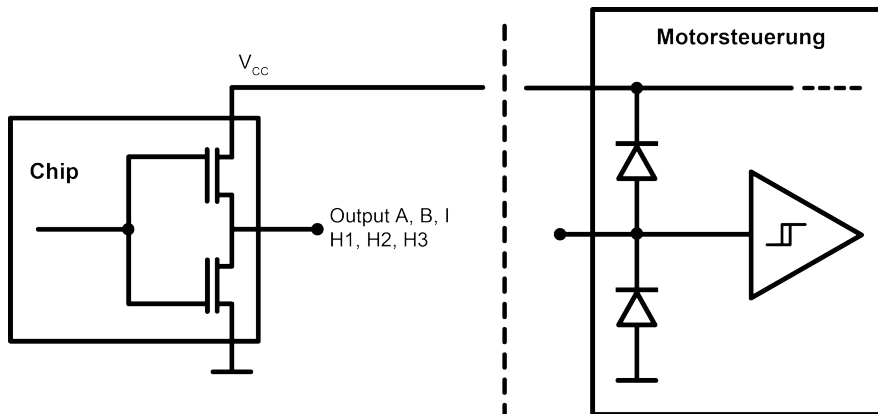 Motorsteuerung
VCC
Chip
Output A, B, I
H1, H2, H3